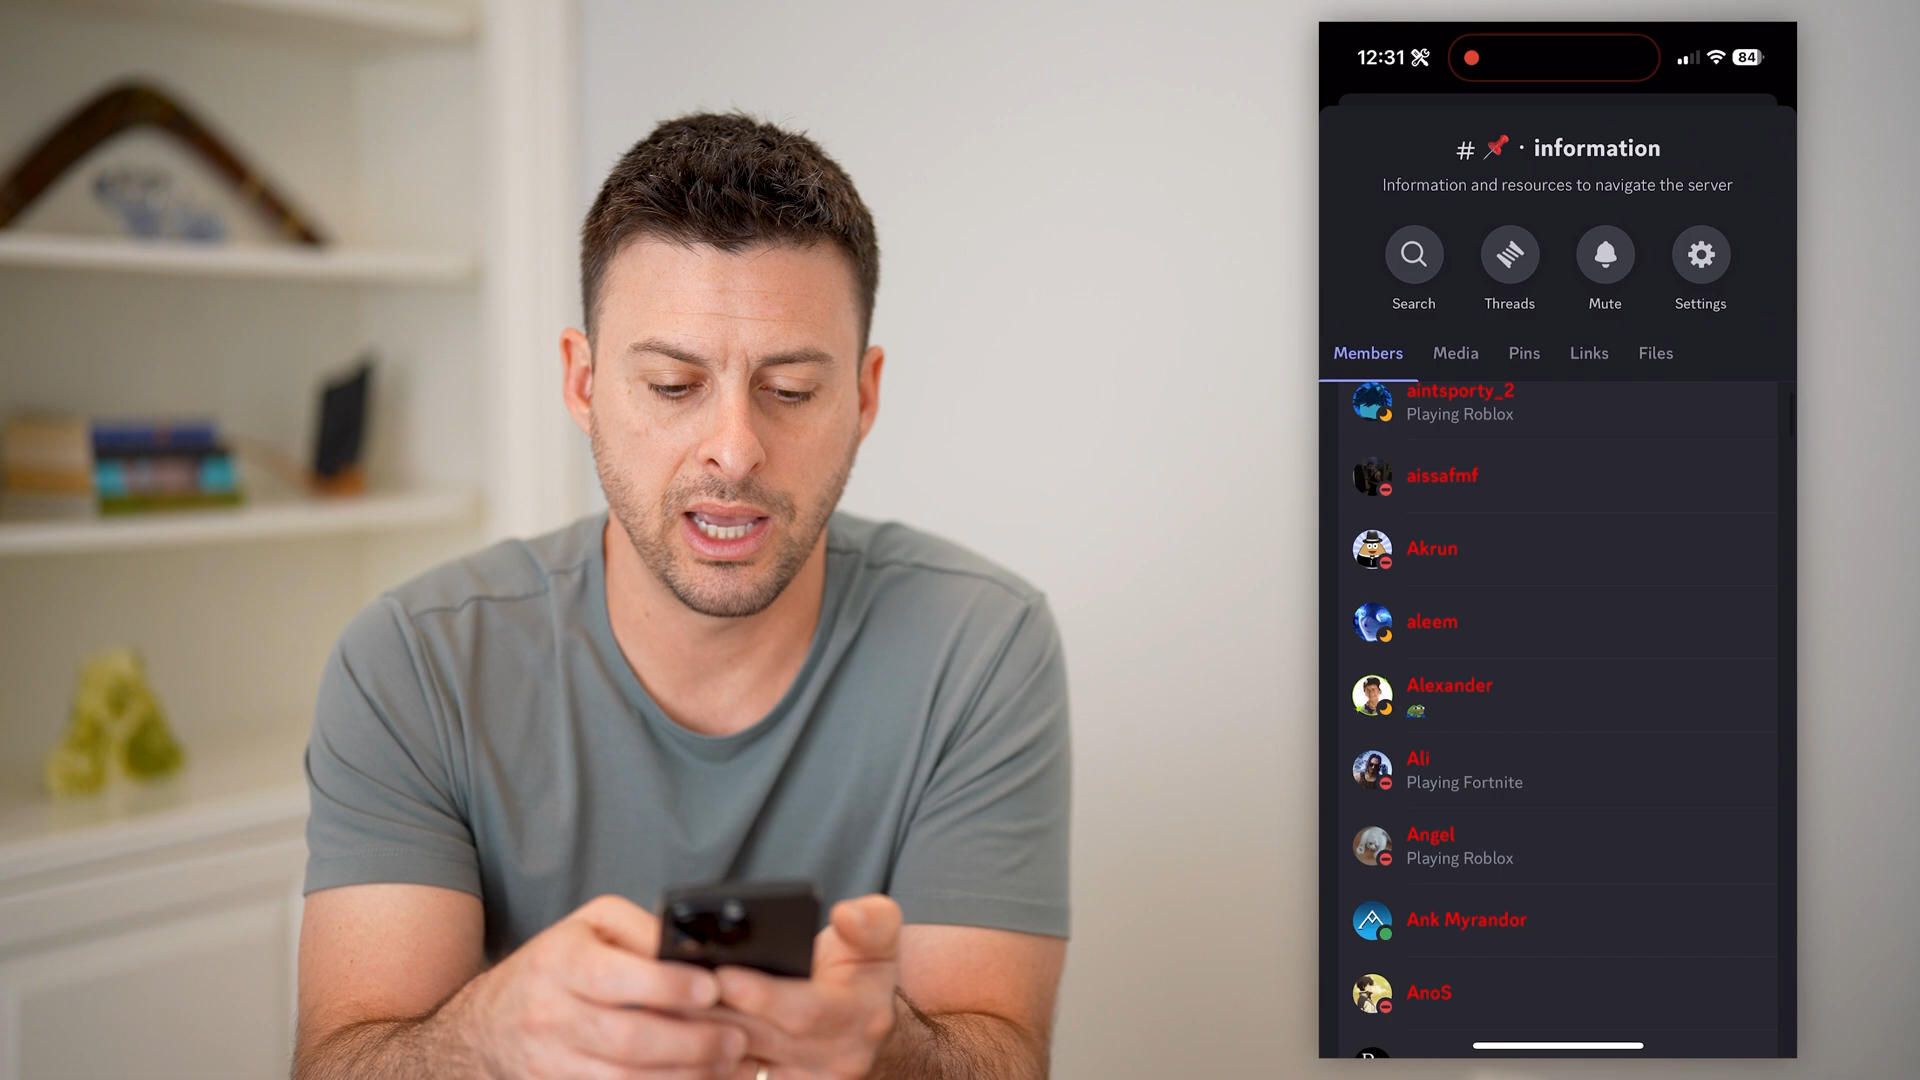 12:31
84
# 📌 · information
Information and resources to navigate the server
Search Threads Mute Settings
Members Media Pins Links Files
aintsporty_2
Playing Roblox
aissafmf
Akrun
aleem
Alexander
Ali
Playing Fortnite
Angel
Playing Roblox
Ank Myrandor
AnoS